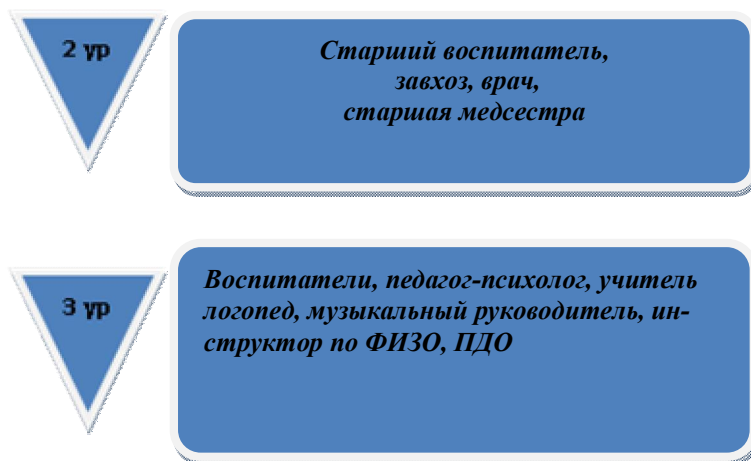 2 ур
Старший воспитатель,
завхоз, врач,
старшая медсестра
3 ур
Воспитатели, педагог-психолог, учитель
логопед, музыкальный руководитель, ин-
структор по ФИЗО, ПДО